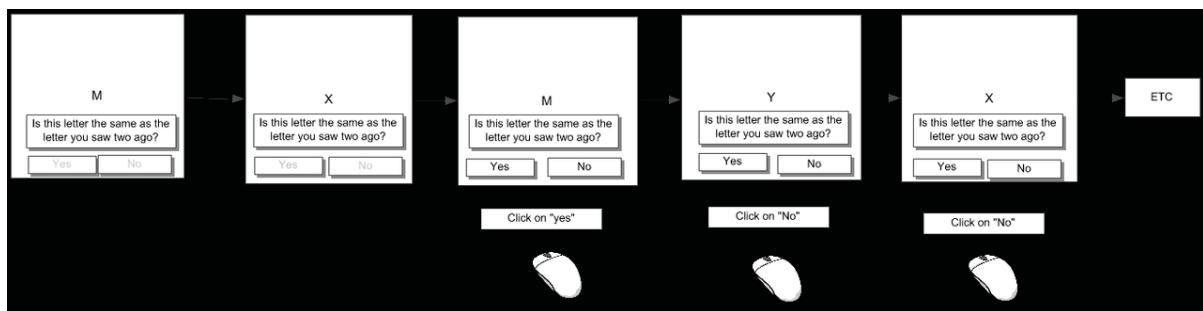 M
Is this letter the same as the
letter you saw two ago?
Yes
No
X
Is this letter the same as the
letter you saw two ago?
Yes
No
M
Is this letter the same as the
letter you saw two ago?
Yes
No
Click on "yes"
Y
Is this letter the same as the
letter you saw two ago?
Yes
No
Click on "No"
X
Is this letter the same as the
letter you saw two ago?
Yes
No
Click on "No"
ETC